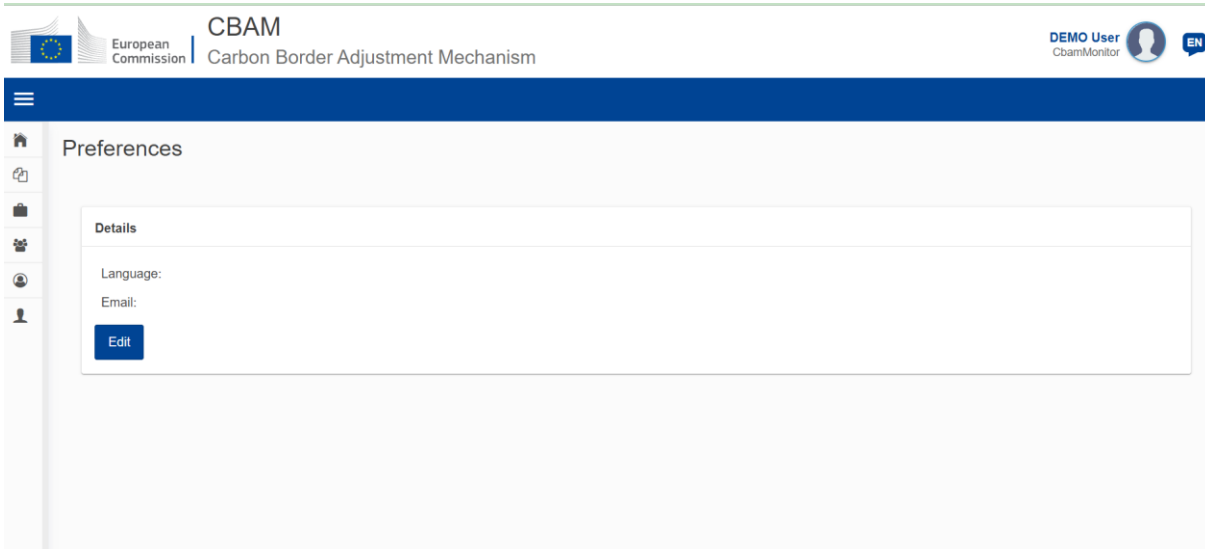 European
Commission
CBAM
Carbon Border Adjustment Mechanism
DEMO User
CbamMonitor
EN
Preferences
Details
Language:
Email:
Edit